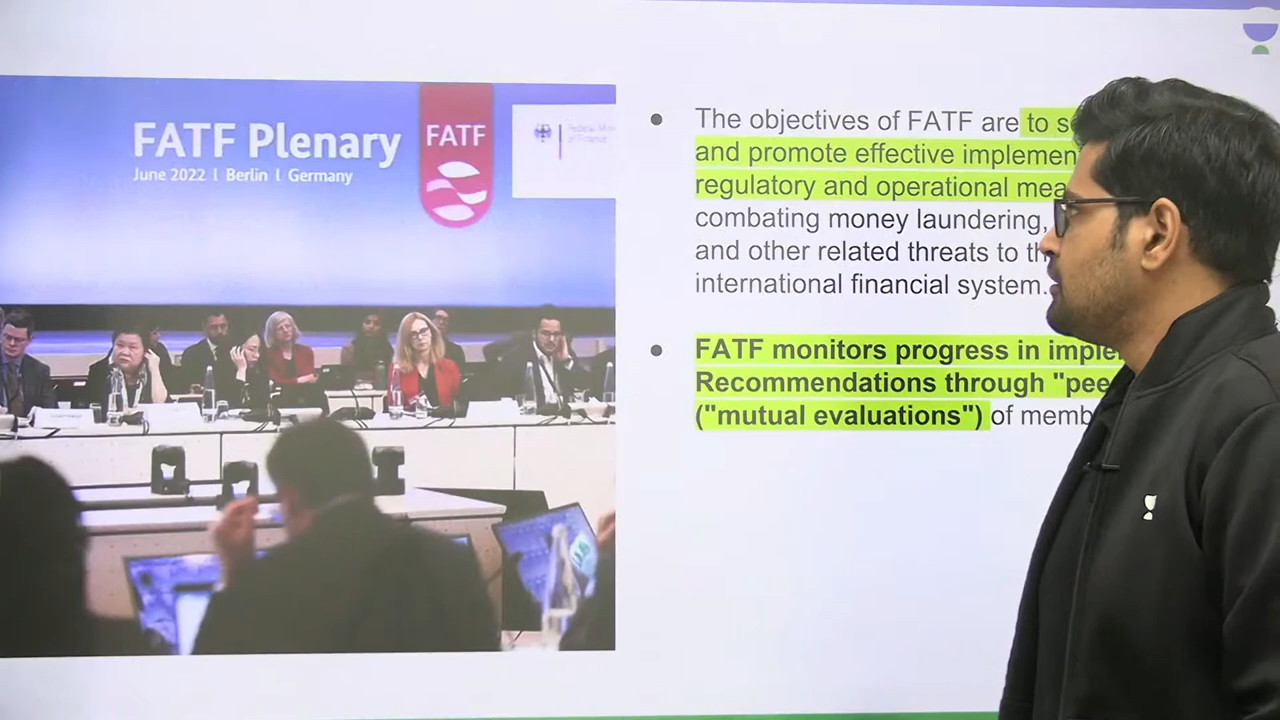 FATF Plenary
June 2022 | Berlin | Germany
FATF
The objectives of FATF are to s
and promote effective implemen
regulatory and operational mea
combating money laundering,
and other related threats to th
international financial system.
FATF monitors progress in imple
Recommendations through "pee
("mutual evaluations") of memb